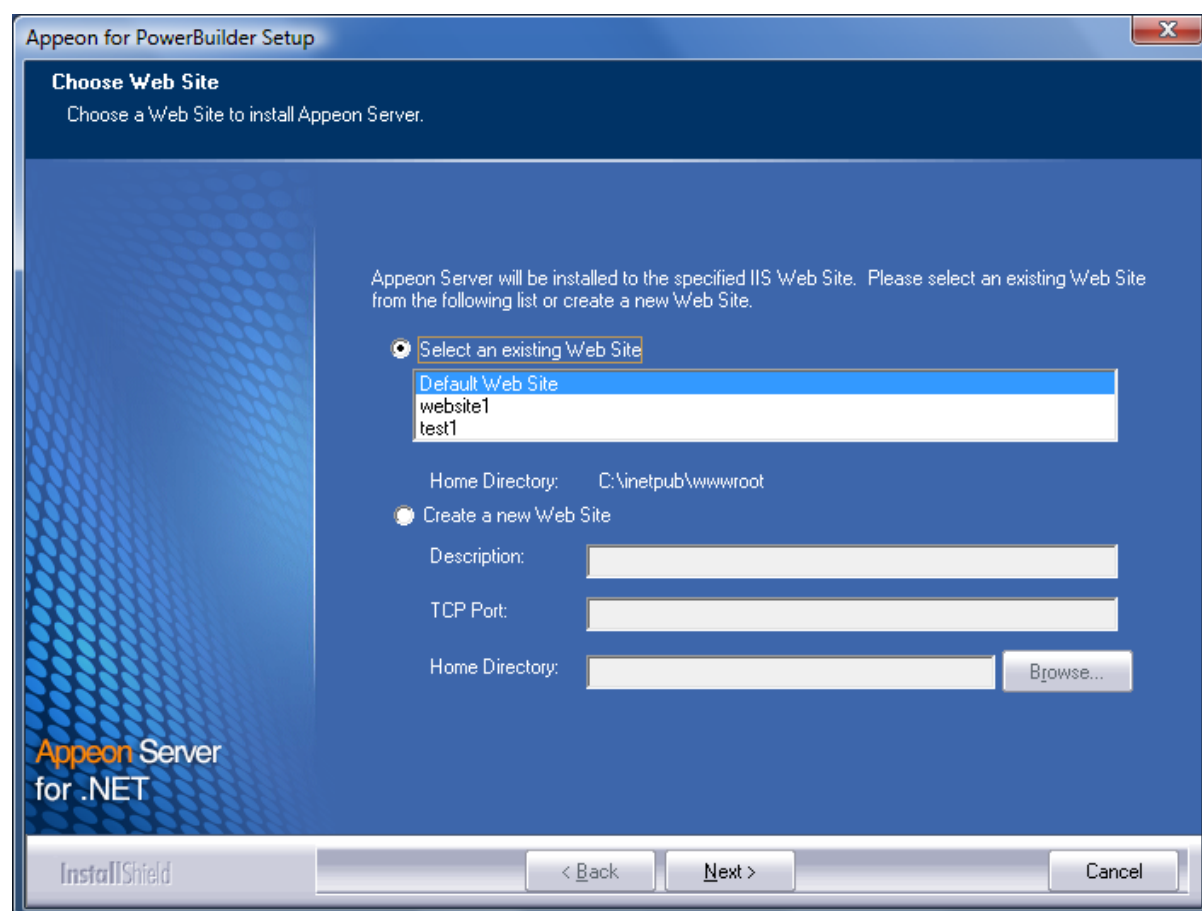 Appeon for PowerBuilder Setup
X
Choose Web Site
Choose a Web Site to install Appeon Server.
Appeon Server will be installed to the specified IIS Web Site.  Please select an existing Web Site
from the following list or create a new Web Site.
Select an existing Web Site
Default Web Site
website1
test1
Home Directory: C:\inetpub\wwwroot
Create a new Web Site
Description:
TCP Port:
Home Directory: Browse...
Appeon Server
for .NET
InstallShield < Back Next > Cancel